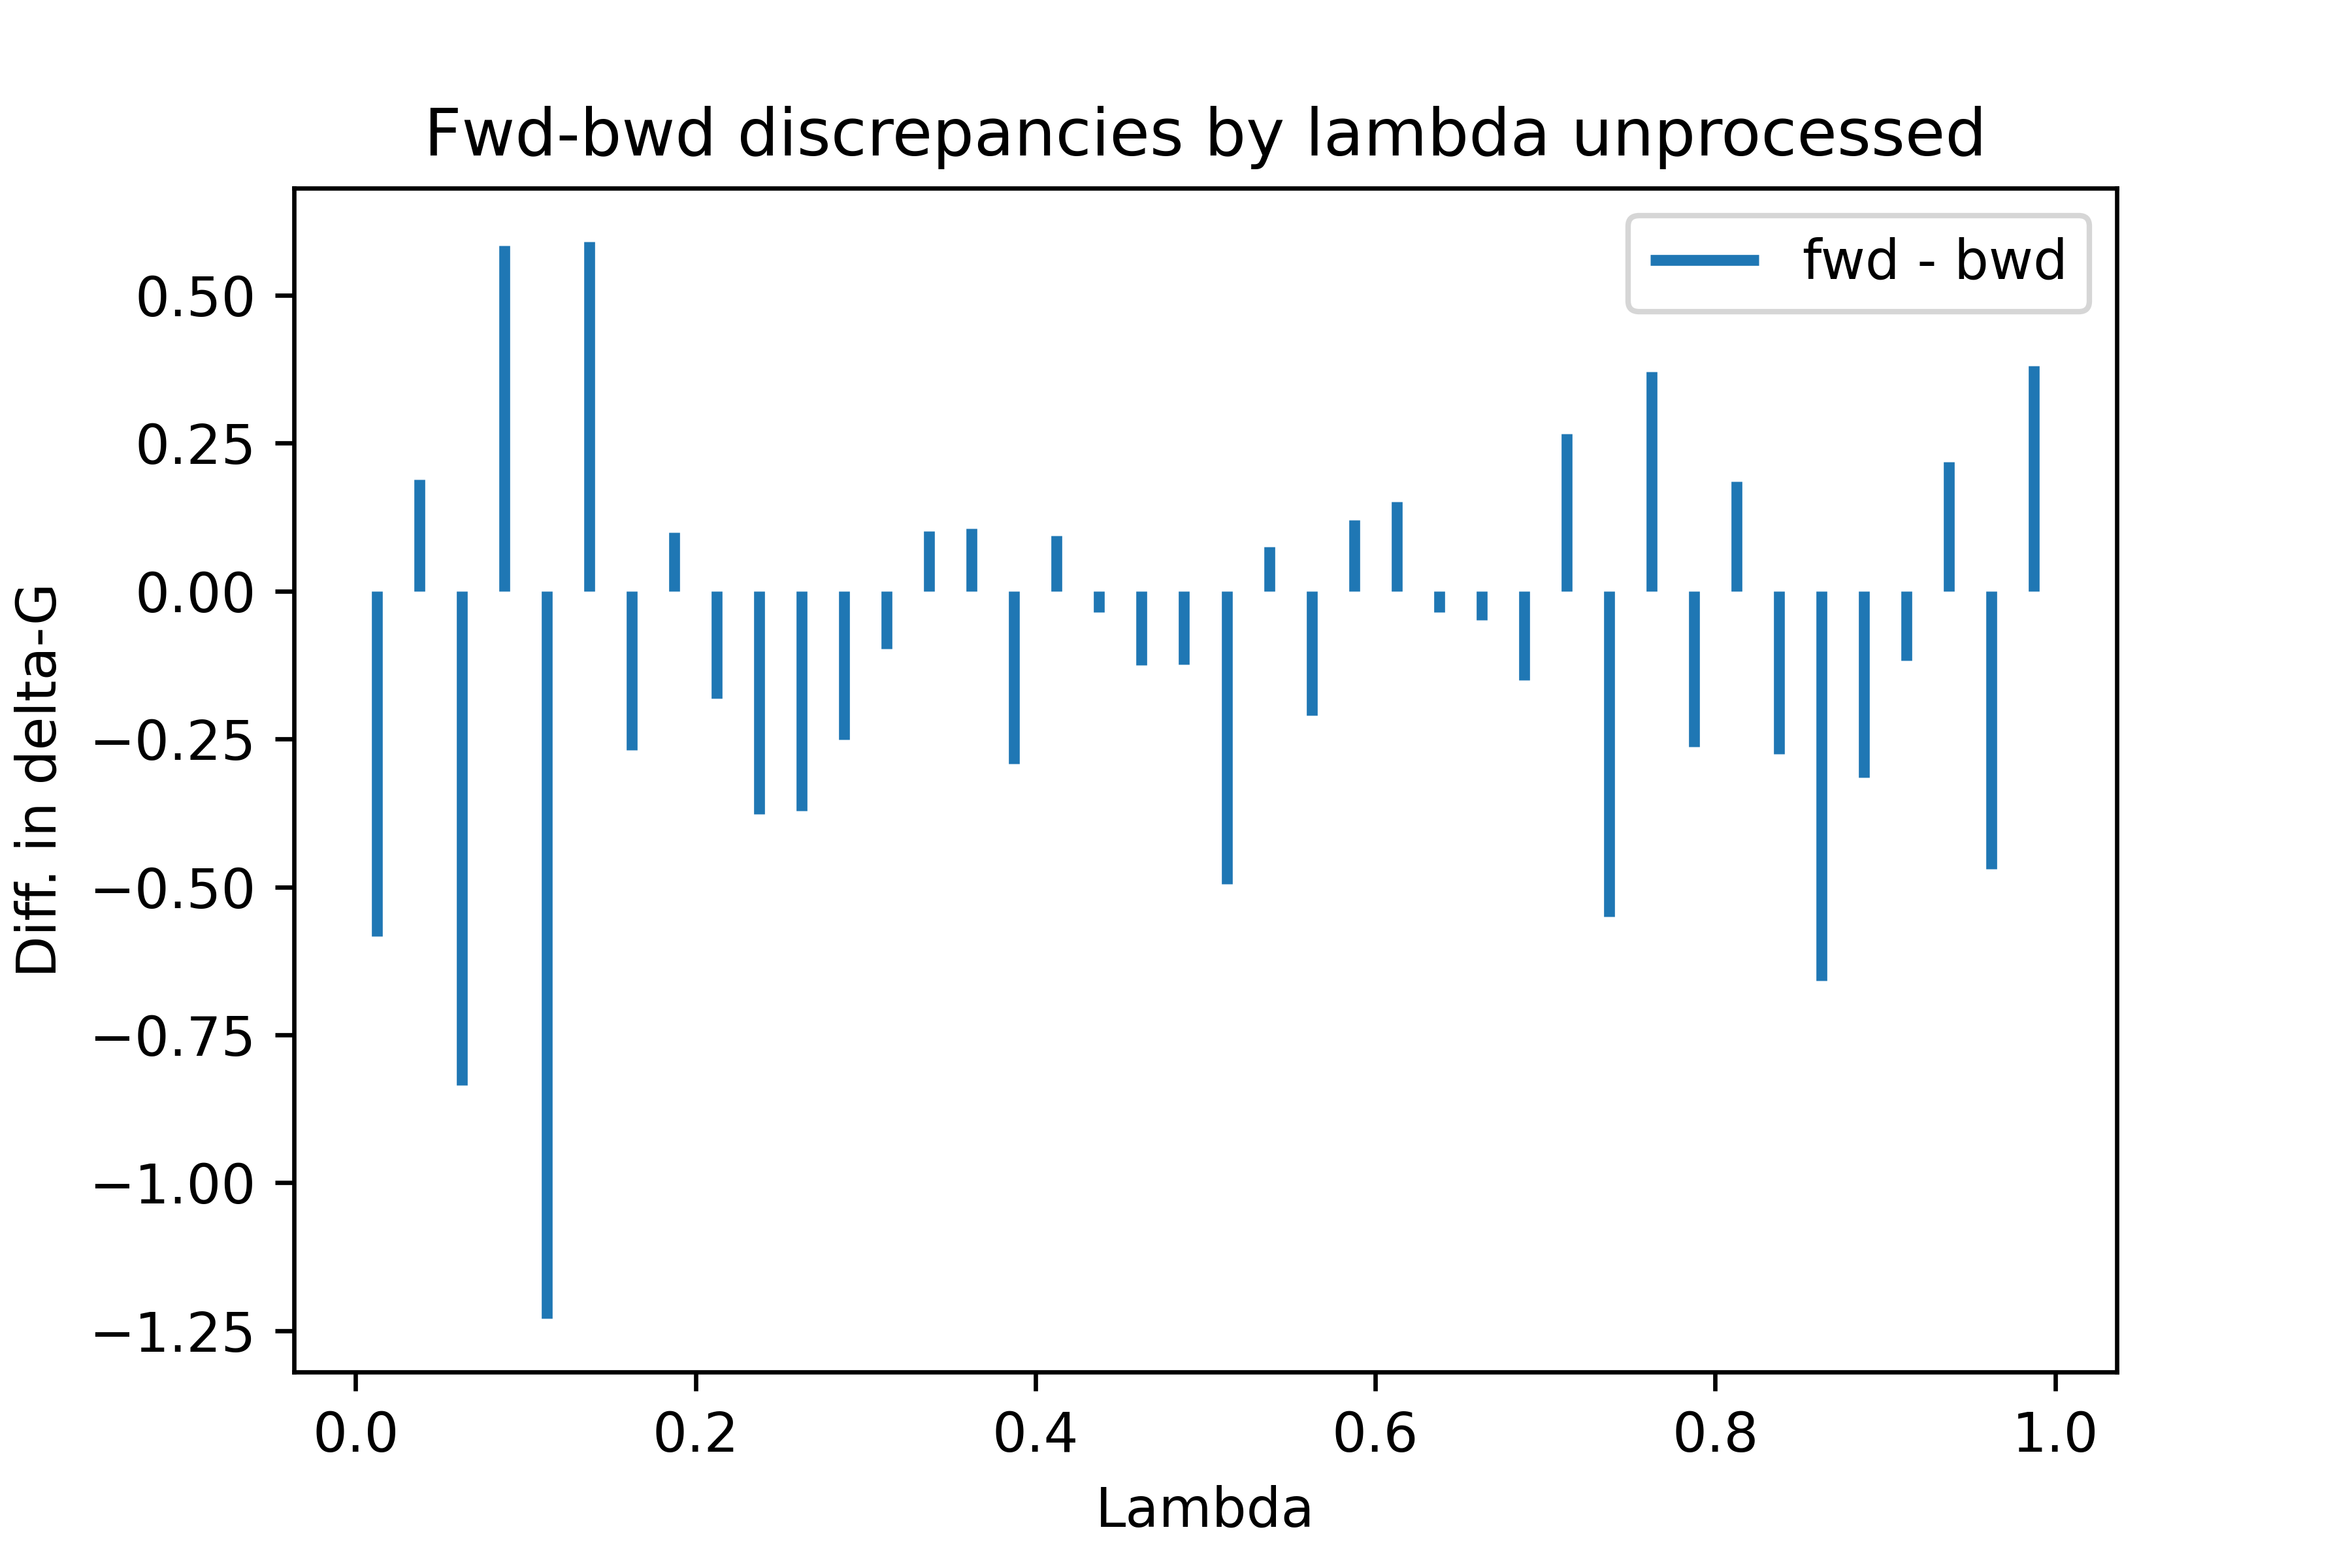 Fwd-bwd discrepancies by lambda unprocessed
fwd - bwd
Diff. in delta-G
0.50
0.25
0.00
−0.25
−0.50
−0.75
−1.00
−1.25
0.0 0.2 0.4 0.6 0.8 1.0
Lambda